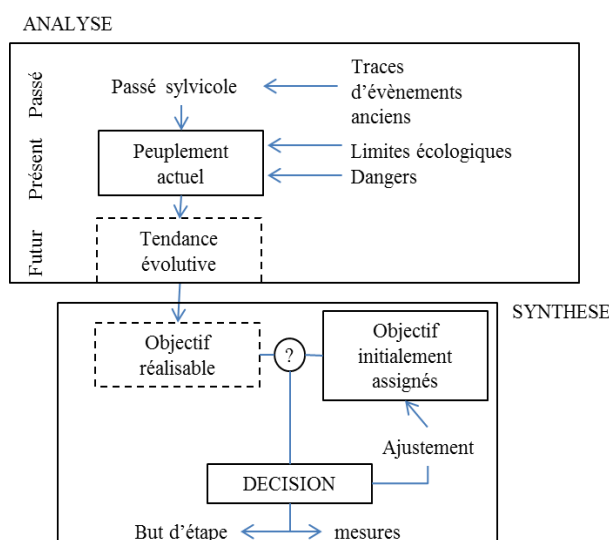 ANALYSE
Passé
Passé sylvicole
Traces
d’évènements
anciens
Présent
Peuplement
actuel
Limites écologiques
Dangers
Futur
Tendance
évolutive
SYNTHESE
Objectif
réalisable
?
Objectif
initialement
assignés
Ajustement
DECISION
But d’étape
mesures